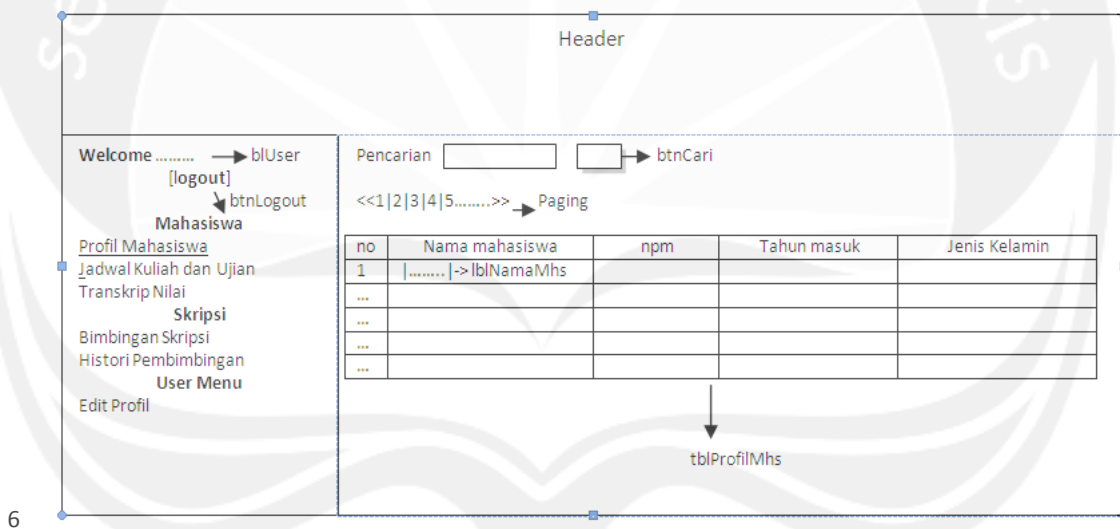 Header
Welcome ......... blUser
[logout]
btnLogout
Mahasiswa
Profil Mahasiswa
Jadwal Kuliah dan Ujian
Transkrip Nilai
Skripsi
Bimbingan Skripsi
Histori Pembimbingan
User Menu
Edit Profil
Pencarian btnCari
<<1|2|3|4|5........>> Paging
no Nama mahasiswa npm Tahun masuk Jenis Kelamin
1 |........|->lblNamaMhs
...
...
...
...
tblProfilMhs
6